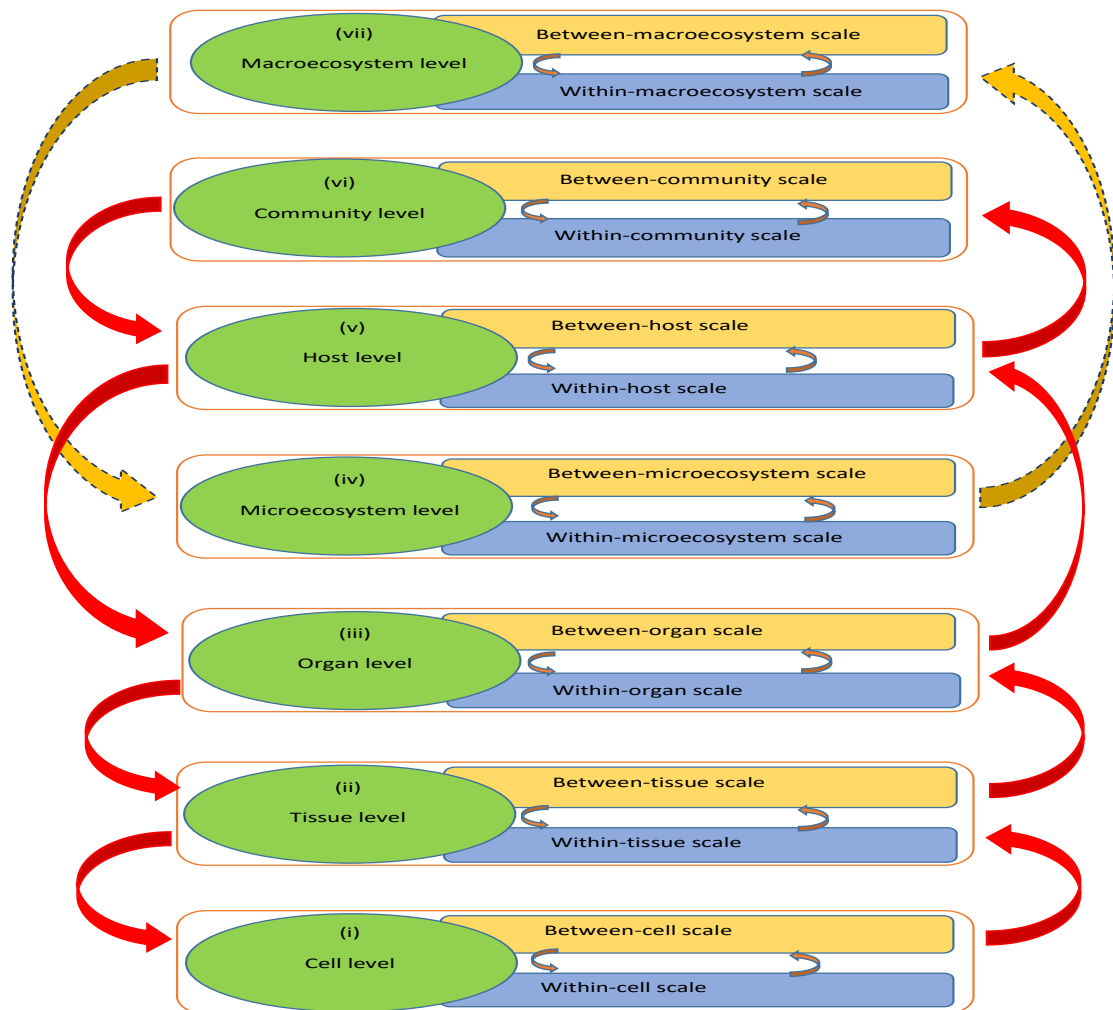 (vii)
Macroecosystem level
Between-macroecosystem scale
Within-macroecosystem scale
(vi)
Community level
Between-community scale
Within-community scale
(v)
Host level
Between-host scale
Within-host scale
(iv)
Microecosystem level
Between-microecosystem scale
Within-microecosystem scale
(iii)
Organ level
Between-organ scale
Within-organ scale
(ii)
Tissue level
Between-tissue scale
Within-tissue scale
(i)
Cell level
Between-cell scale
Within-cell scale